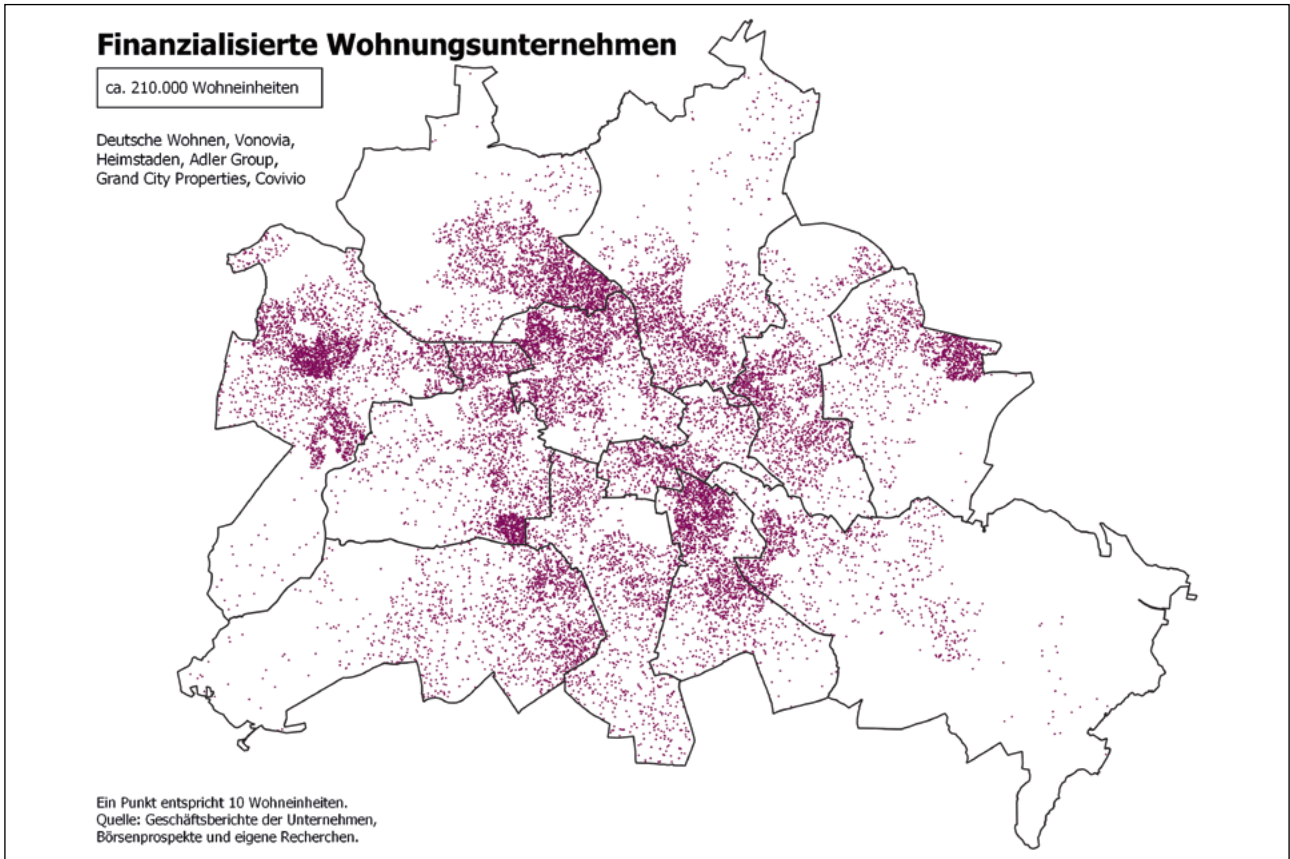 Finanzialisierte Wohnungsunternehmen
ca. 210.000 Wohneinheiten
Deutsche Wohnen, Vonovia,
Heimstaden, Adler Group,
Grand City Properties, Covivio
Ein Punkt entspricht 10 Wohneinheiten.
Quelle: Geschäftsberichte der Unternehmen,
Börsenprospekte und eigene Recherchen.